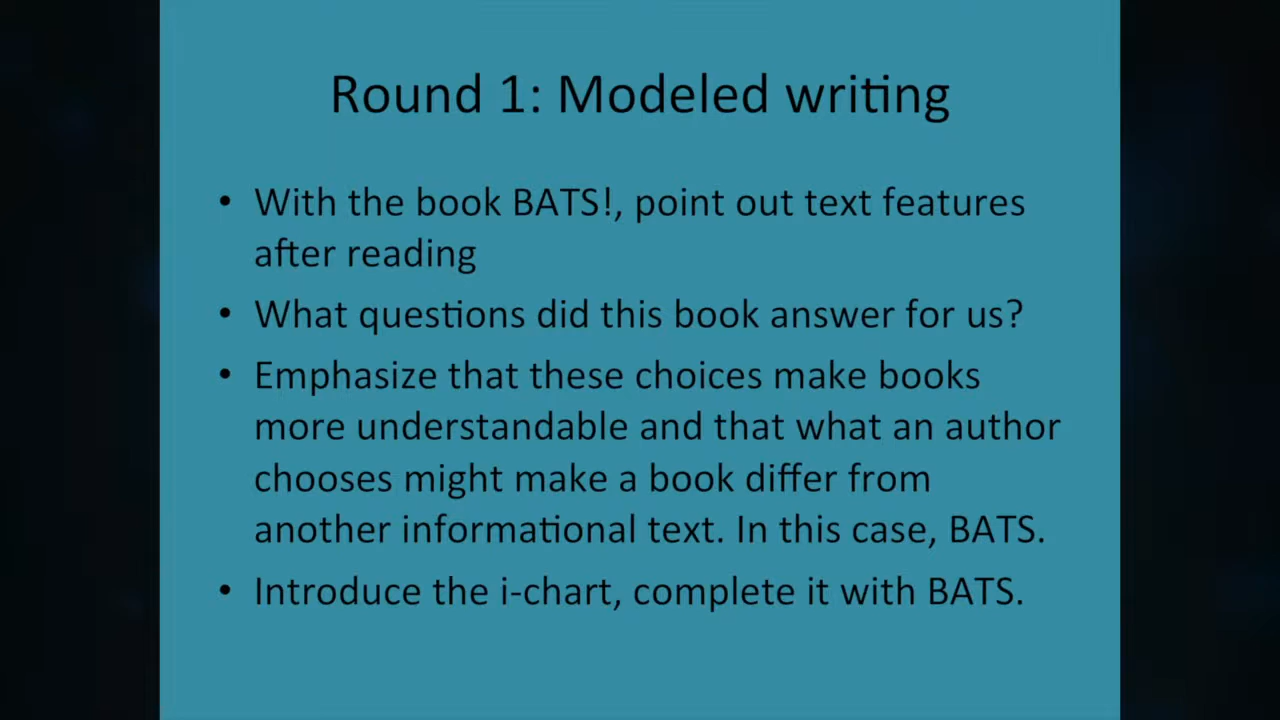 Round 1: Modeled writing
• With the book BATS!, point out text features
after reading
• What questions did this book answer for us?
• Emphasize that these choices make books
more understandable and that what an author
chooses might make a book differ from
another informational text. In this case, BATS.
• Introduce the i-chart, complete it with BATS.